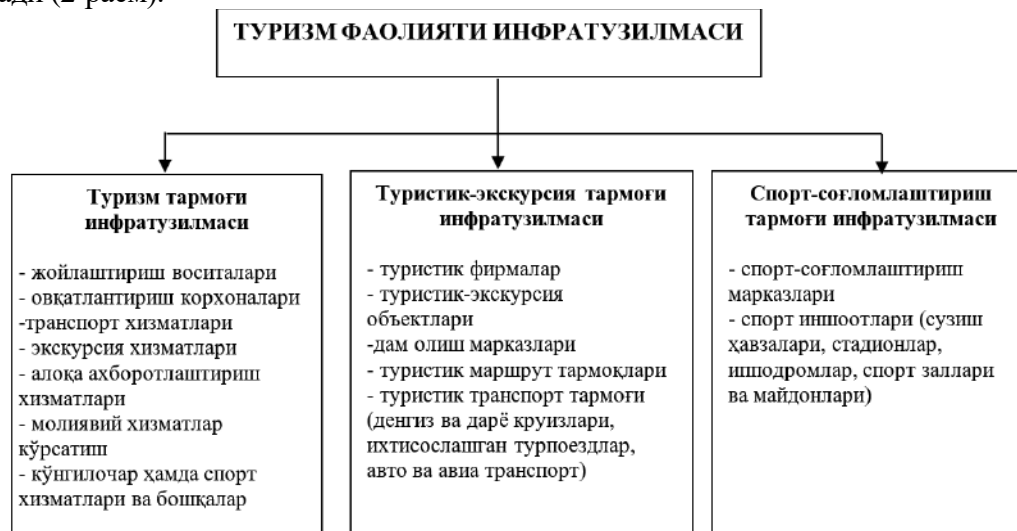 (2-расм).
ТУРИЗМ ФАОЛИЯТИ ИНФРАТУЗИЛМАСИ
Туризм тармоғи
инфратузилмаси
- жойлаштириш воситалари
- овқатлантириш корхоналари
-транспорт хизматлари
- экскурсия хизматлари
- алоқа ахборотлаштириш
хизматлари
- молиявий хизматлар
кўрсатиш
- кўнгилочар ҳамда спорт
хизматлари ва бошқалар
Туристик-экскурсия тармоғи
инфратузилмаси
- туристик фирмалар
- туристик-экскурсия
объектлари
-дам олиш марказлари
- туристик маршрут тармоқлари
- туристик транспорт тармоғи
(денгиз ва дарё круизлари,
ихтисослашган турпоездлар,
авто ва авиа транспорт)
Спорт-соғломлаштириш
тармоғи инфратузилмаси
- спорт-соғломлаштириш
марказлари
- спорт иншоотлари (сузиш
ҳавзалари, стадионлар,
ипподромлар, спорт заллари
ва майдонлари)